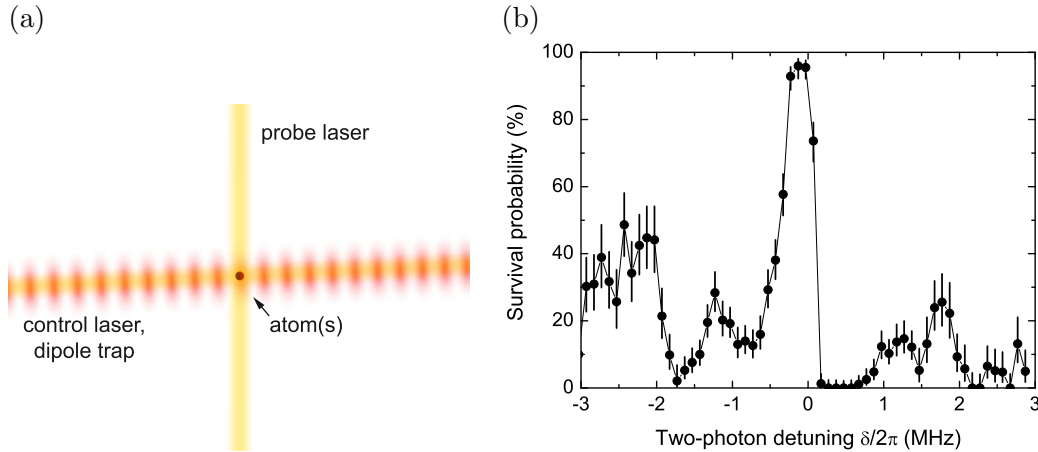 (a)
probe laser
control laser,
dipole trap
atom(s)
(b)
Survival probability (%)
100
80
60
40
20
0
-3
-2
-1
0
1
2
3
Two-photon detuning δ/2π (MHz)